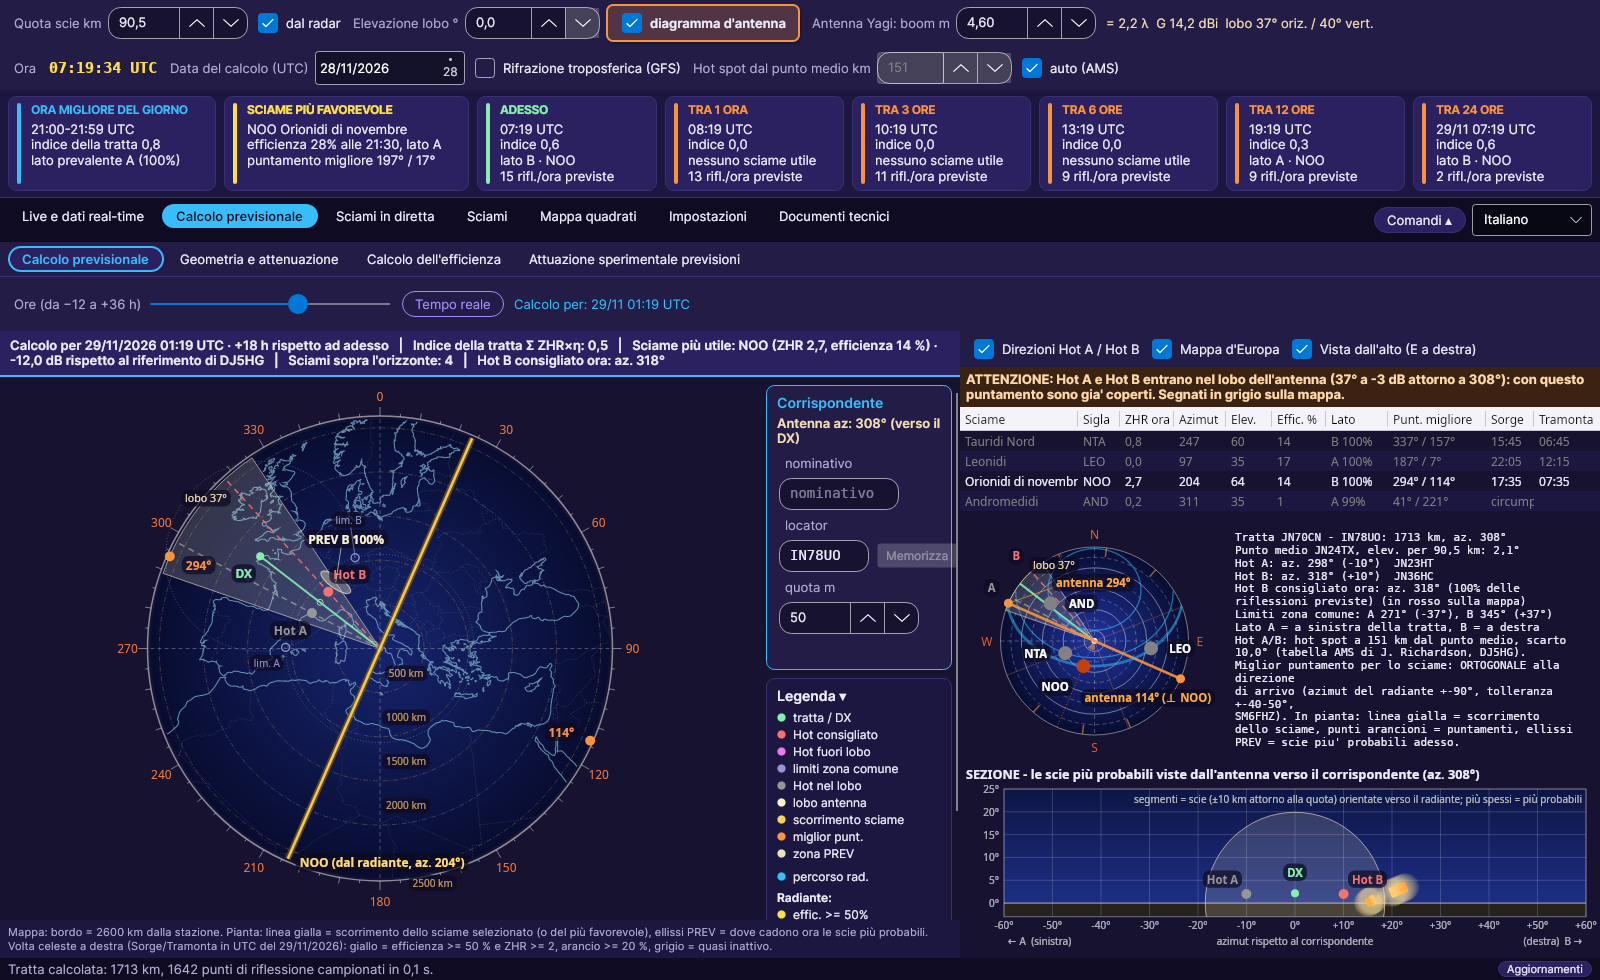 Quota scie km 90,5 dal radar Elevazione lobo ° 0,0 diagramma d'antenna Antenna Yagi: boom m 4,60 = 2,2 λ G 14,2 dBi lobo 37° oriz. / 40° vert.
Ora 07:19:34 UTC Data del calcolo (UTC) 28/11/2026 28 Rifrazione troposferica (GFS) Hot spot dal punto medio km 151 auto (AMS)
ORA MIGLIORE DEL GIORNO
21:00-21:59 UTC
indice della tratta 0,8
lato prevalente A (100%)
SCIAME PIÙ FAVOREVOLE
NOO Orionidi di novembre
efficienza 28% alle 21:30, lato A
puntamento migliore 197° / 17°
ADESSO
07:19 UTC
indice 0,6
lato B · NOO
15 rifl./ora previste
TRA 1 ORA
08:19 UTC
indice 0,0
nessuno sciame utile
13 rifl./ora previste
TRA 3 ORE
10:19 UTC
indice 0,0
nessuno sciame utile
11 rifl./ora previste
TRA 6 ORE
13:19 UTC
indice 0,0
nessuno sciame utile
9 rifl./ora previste
TRA 12 ORE
19:19 UTC
indice 0,3
lato A · NOO
9 rifl./ora previste
TRA 24 ORE
29/11 07:19 UTC
indice 0,6
lato B · NOO
2 rifl./ora previste
Live e dati real-time Calcolo previsionale Sciami in diretta Sciami Mappa quadrati Impostazioni Documenti tecnici Comandi ▴ Italiano
Calcolo previsionale Geometria e attenuazione Calcolo dell'efficienza Attuazione sperimentale previsioni
Ore (da −12 a +36 h) Tempo reale Calcolo per: 29/11 01:19 UTC
Calcolo per 29/11/2026 01:19 UTC · +18 h rispetto ad adesso | Indice della tratta Σ ZHR×η: 0,5 | Sciame più utile: NOO (ZHR 2,7, efficienza 14 %) ·
-12,0 dB rispetto al riferimento di DJ5HG | Sciami sopra l'orizzonte: 4 | Hot B consigliato ora: az. 318°
0
330
30
lobo 37°
300
60
lim. B
PREV B 100%
294°
DX
Hot B
Hot A
270
90
lim. A
500 km
1000 km
114°
1500 km
240
120
2000 km
210
NOO (dal radiante, az. 204°)
150
2500 km
180
Corrispondente
Antenna az: 308° (verso il
DX)
nominativo
nominativo
locator
IN78UO Memorizza
quota m
50
Legenda ▾
tratta / DX
Hot consigliato
Hot fuori lobo
limiti zona comune
Hot nel lobo
lobo antenna
scorrimento sciame
miglior punt.
zona PREV
percorso rad.
Radiante:
effic. >= 50%
Direzioni Hot A / Hot B Mappa d'Europa Vista dall'alto (E a destra)
ATTENZIONE: Hot A e Hot B entrano nel lobo dell'antenna (37° a -3 dB attorno a 308°): con questo
puntamento sono gia' coperti. Segnati in grigio sulla mappa.
Sciame Sigla ZHR ora Azimut Elev. Effic. % Lato Punt. migliore Sorge Tramonta
Tauridi Nord NTA 0,8 247 60 14 B 100% 337° / 157° 15:45 06:45
Leonidi LEO 0,0 97 35 17 A 100% 187° / 7° 22:05 12:15
Orionidi di novembr NOO 2,7 204 64 14 B 100% 294° / 114° 17:35 07:35
Andromedidi AND 0,2 311 35 1 A 99% 41° / 221° circump
N
B
lobo 37°
A
antenna 294°
AND
W
E
NTA
LEO
NOO
antenna 114° (⊥ NOO)
S
Tratta JN70CN - IN78UO: 1713 km, az. 308°
Punto medio JN24TX, elev. per 90,5 km: 2,1°
Hot A: az. 298° (-10°) JN23HT
Hot B: az. 318° (+10°) JN36HC
Hot B consigliato ora: az. 318° (100% delle
riflessioni previste) (in rosso sulla mappa)
Limiti zona comune: A 271° (-37°), B 345° (+37°)
Lato A = a sinistra della tratta, B = a destra
Hot A/B: hot spot a 151 km dal punto medio, scarto
10,0° (tabella AMS di J. Richardson, DJ5HG).
Miglior puntamento per lo sciame: ORTOGONALE alla
direzione
di arrivo (azimut del radiante +-90°, tolleranza
+-40-50°,
SM6FHZ). In pianta: linea gialla = scorrimento
dello sciame, punti arancioni = puntamenti, ellissi
PREV = scie piu' probabili adesso.
SEZIONE - le scie più probabili viste dall'antenna verso il corrispondente (az. 308°)
segmenti = scie (±10 km attorno alla quota) orientate verso il radiante; più spessi = più probabili
25°
20°
15°
10°
5°
0°
Hot A
DX
Hot B
-60° -50° -40° -30° -20° -10° 0° +10° +20° +30° +40° +50° +60°
← A (sinistra) azimut rispetto al corrispondente (destra) B →
Mappa: bordo = 2600 km dalla stazione. Pianta: linea gialla = scorrimento dello sciame selezionato (o del più favorevole), ellissi PREV = dove cadono ora le scie più probabili.
Volta celeste a destra (Sorge/Tramonta in UTC del 29/11/2026): giallo = efficienza >= 50 % e ZHR >= 2, arancio >= 20 %, grigio = quasi inattivo.
Tratta calcolata: 1713 km, 1642 punti di riflessione campionati in 0,1 s. Aggiornamenti